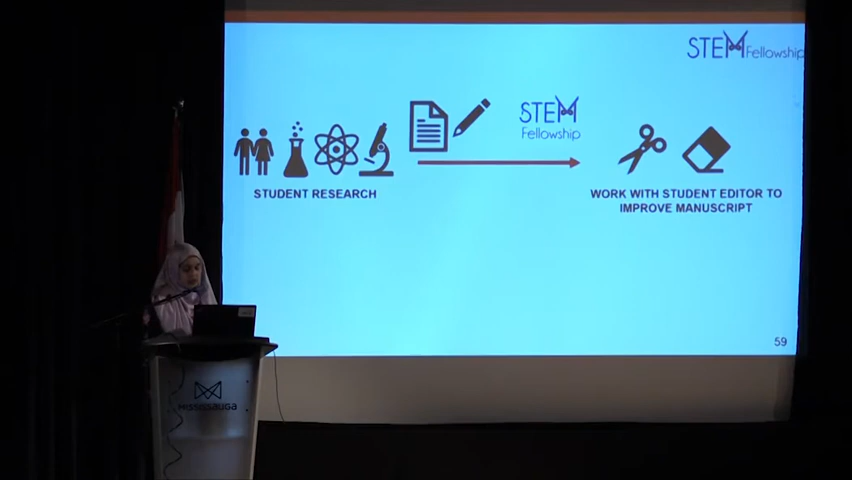 STEM Fellowship
STEM
Fellowship
STUDENT RESEARCH
WORK WITH STUDENT EDITOR TO
IMPROVE MANUSCRIPT
59
MISSISSAUGA